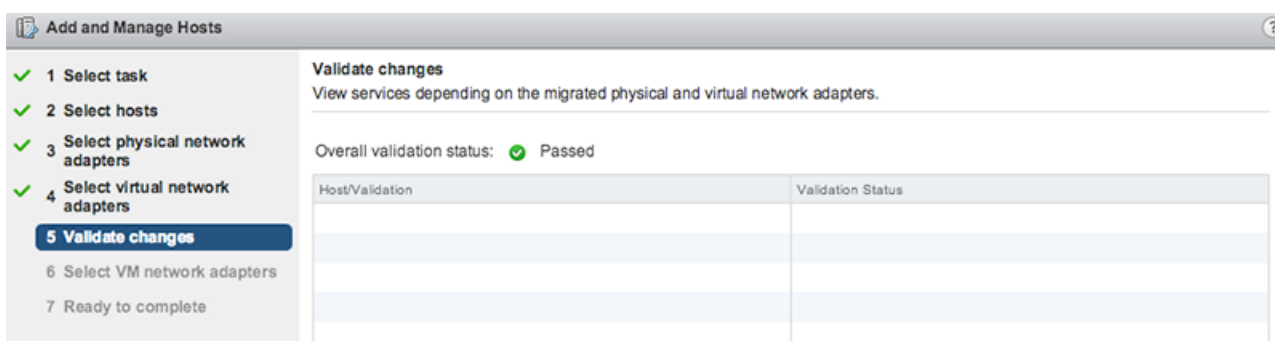 Add and Manage Hosts
?
1 Select task
2 Select hosts
3 Select physical network
adapters
4 Select virtual network
adapters
5 Validate changes
6 Select VM network adapters
7 Ready to complete
Validate changes
View services depending on the migrated physical and virtual network adapters.
Overall validation status: Passed
Host/Validation Validation Status